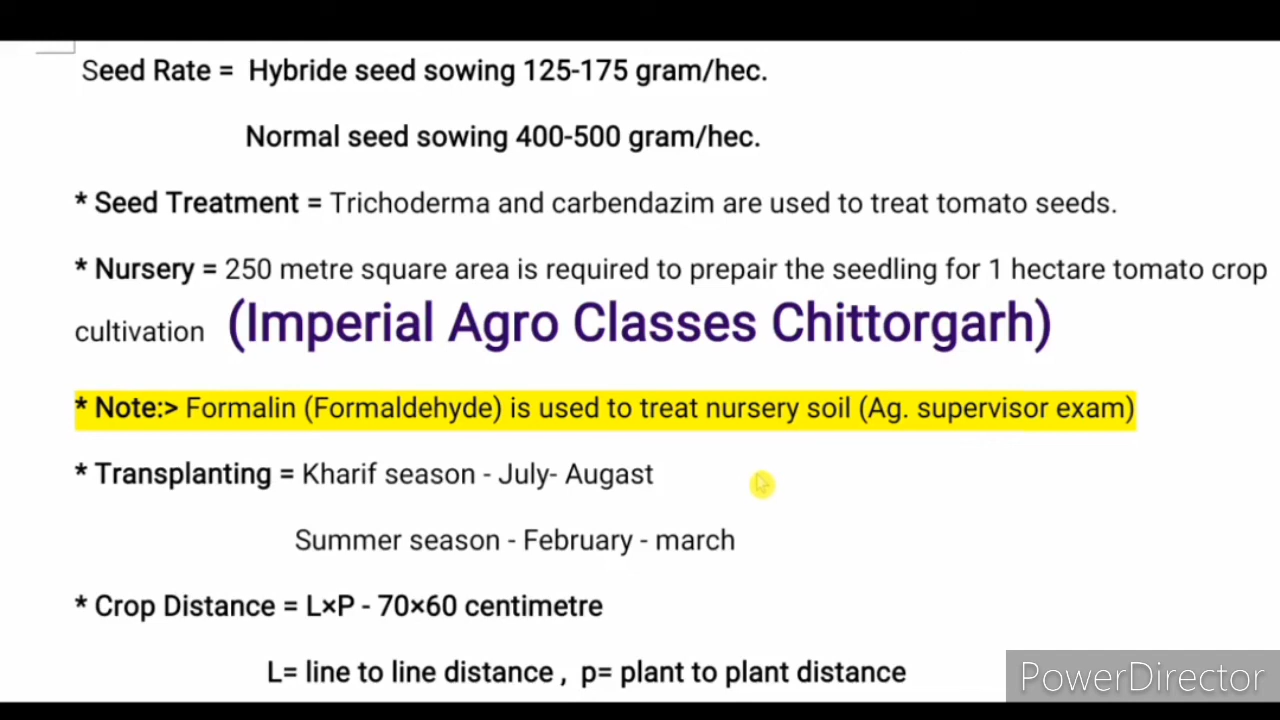 Seed Rate = Hybride seed sowing 125-175 gram/hec.
Normal seed sowing 400-500 gram/hec.
* Seed Treatment = Trichoderma and carbendazim are used to treat tomato seeds.
* Nursery = 250 metre square area is required to prepair the seedling for 1 hectare tomato crop
cultivation (Imperial Agro Classes Chittorgarh)
* Note:> Formalin (Formaldehyde) is used to treat nursery soil (Ag. supervisor exam)
* Transplanting = Kharif season - July- Augast
Summer season - February - march
* Crop Distance = L×P - 70×60 centimetre
L= line to line distance , p= plant to plant distance
PowerDirector